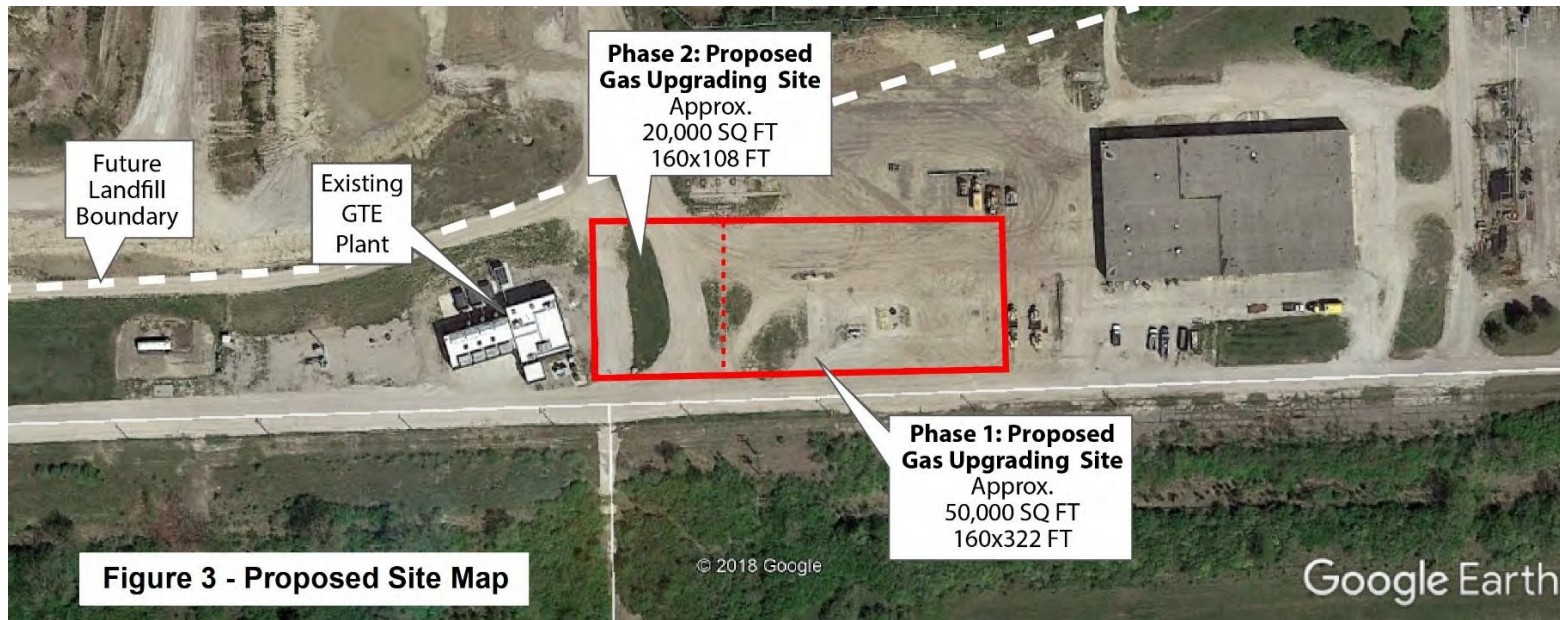 Phase 2: Proposed
Gas Upgrading Site
Approx.
20,000 SQ FT
160x108 FT
Future
Landfill
Boundary
Existing
GTE
Plant
Phase 1: Proposed
Gas Upgrading Site
Approx.
50,000 SQ FT
160x322 FT
Figure 3 - Proposed Site Map
© 2018 Google
Google Earth